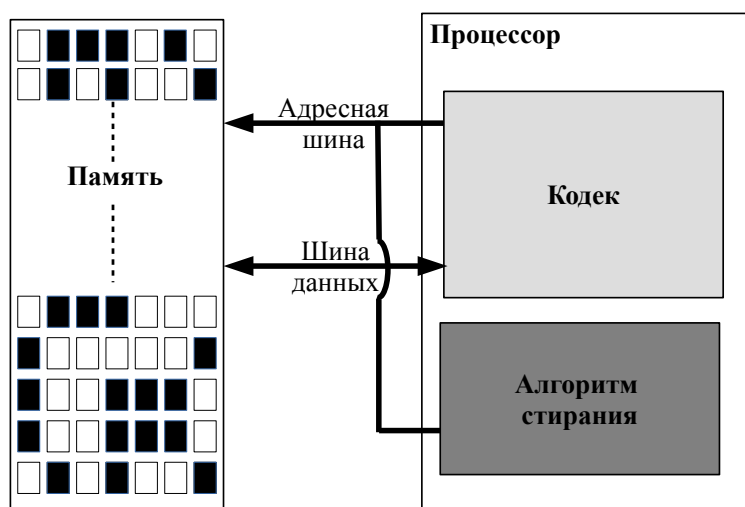 Процессор
Адресная
шина
Память
Кодек
Шина
данных
Алгоритм
стирания